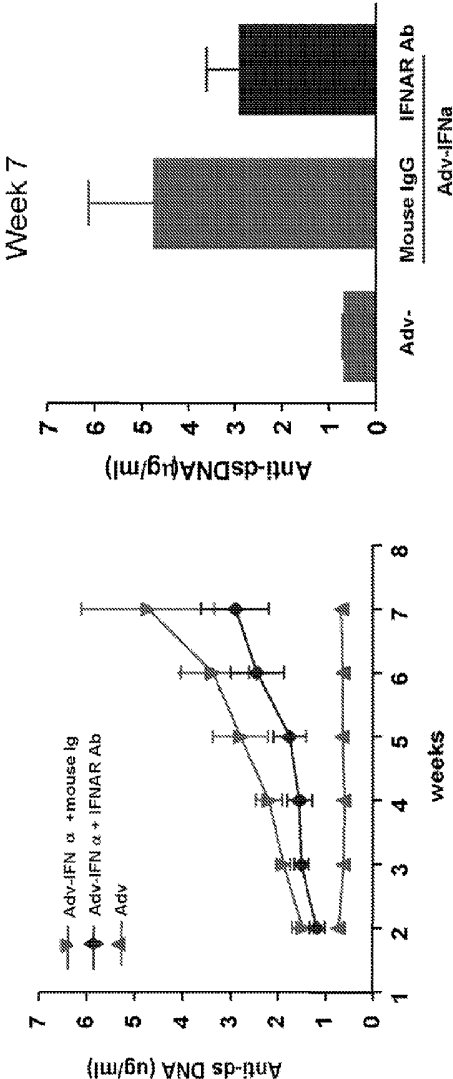 Week 7
Anti-ds DNA (ug/ml)
7
6
5
4
3
2
1
0
1
2
3
4
5
6
7
8
weeks
Adv-IFN α +mouse Ig
Adv-IFN α + IFNAR Ab
Adv
Anti-dsDNA(µg/ml)
7
6
5
4
3
2
1
0
Adv-
Mouse IgG
IFNAR Ab
Adv-IFNa